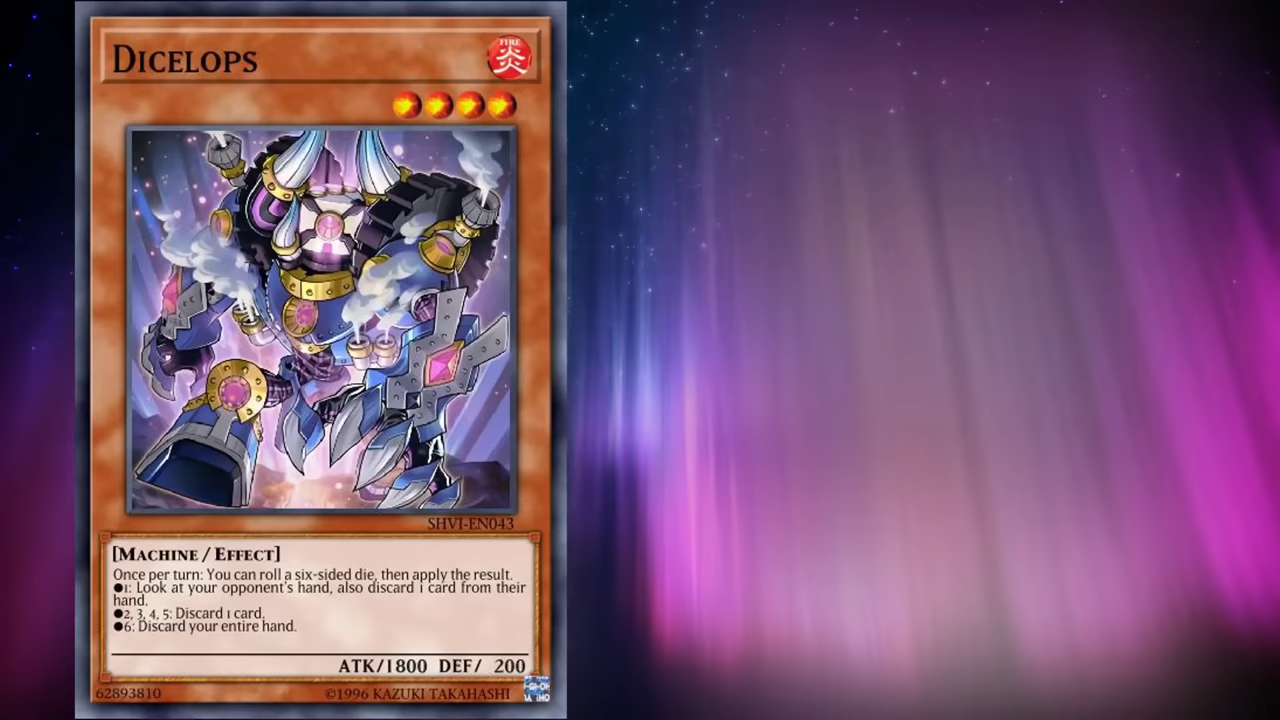 DICELOPS
FIRE
炎
SHVI-EN043
[MACHINE / EFFECT]
Once per turn: You can roll a six-sided die, then apply the result.
●1: Look at your opponent's hand, also discard 1 card from their
hand.
●2, 3, 4, 5: Discard 1 card.
●6: Discard your entire hand.
ATK/1800 DEF/ 200
62893810 ©1996 KAZUKI TAKAHASHI